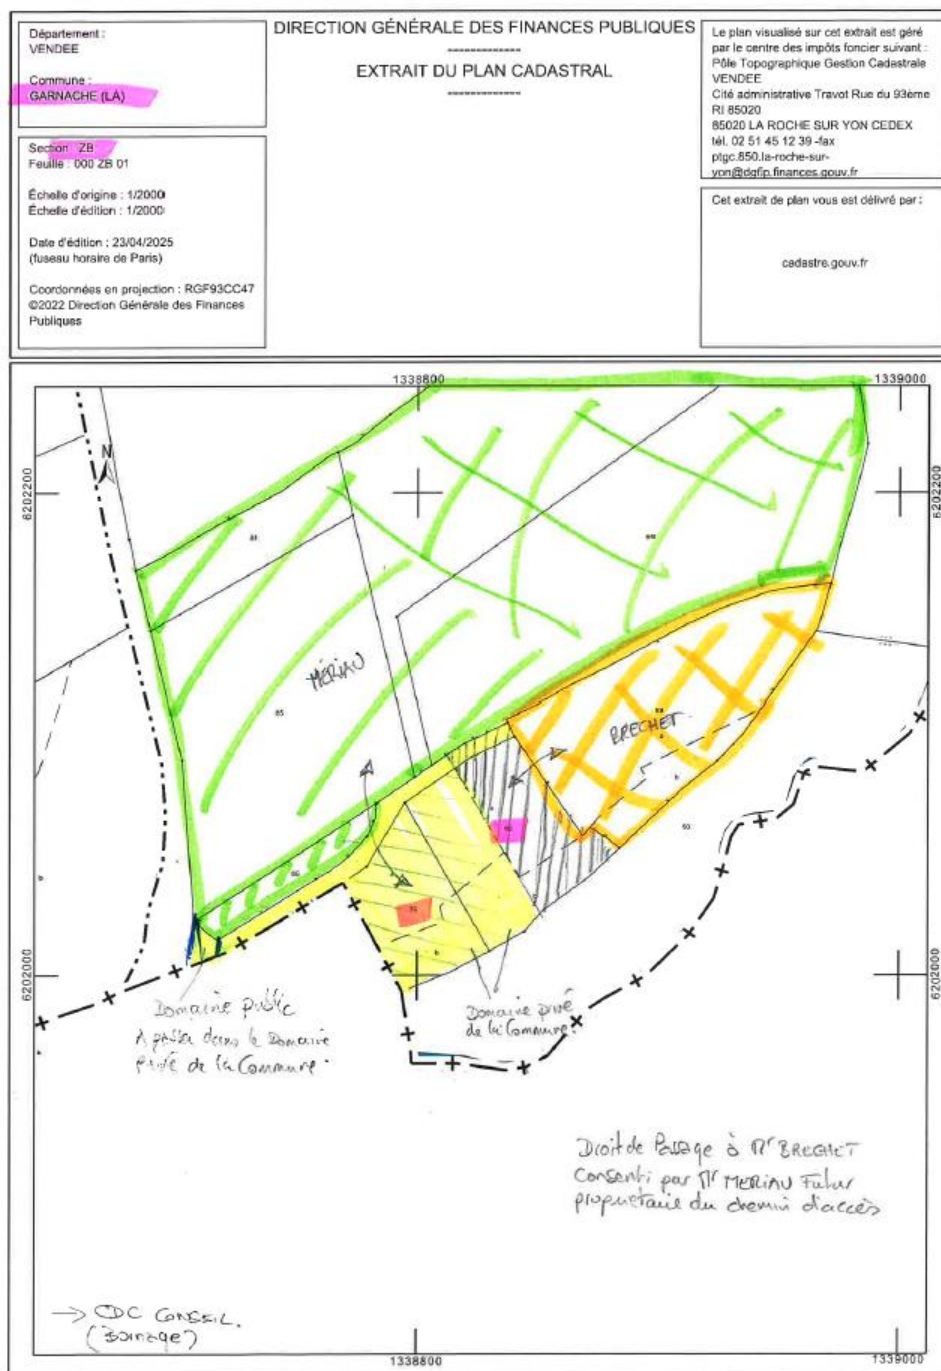 Département :
VENDEE
Commune :
GARNACHE (LA)
Section : ZB
Feuille : 000 ZB 01
Échelle d'origine : 1/2000
Échelle d'édition : 1/2000
Date d'édition : 23/04/2025
(fuseau horaire de Paris)
Coordonnées en projection : RGF93CC47
©2022 Direction Générale des Finances
Publiques
DIRECTION GÉNÉRALE DES FINANCES PUBLIQUES
-------------
EXTRAIT DU PLAN CADASTRAL
-------------
Le plan visualisé sur cet extrait est géré
par le centre des impôts foncier suivant :
Pôle Topographique Gestion Cadastrale
VENDEE
Cité administrative Travot Rue du 93ème
RI 85020
85020 LA ROCHE SUR YON CEDEX
tél. 02 51 45 12 39 -fax
ptgc.850.la-roche-sur-
yon@dgfip.finances.gouv.fr
Cet extrait de plan vous est délivré par :
cadastre.gouv.fr
1338800
1339000
6202200
6202200
N
MÉRIAU
85
BRECHET
b
b
6202000
6202000
Domaine public
A passer dans le Domaine
privé de la Commune.
Domaine privé
de la Commune.
Droit de Passage à Mr BRECHET
Consenti par Mr MERIAU Futur
propriétaire du chemin d'accès
→ CDC CONSEIL.
(Bornage)
1338800
1339000